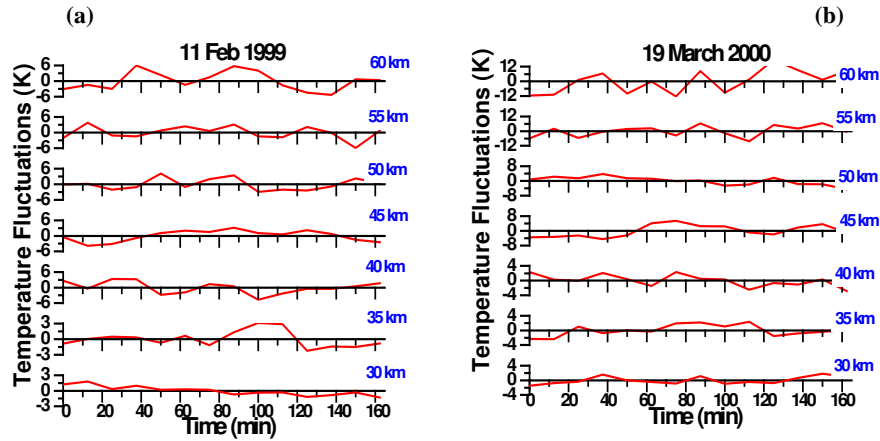 (a)
(b)
11 Feb 1999
19 March 2000
Temperature Fluctuations (K)
6
0
-6
60 km
6
0
-6
55 km
6
0
-6
50 km
6
0
-6
45 km
6
0
-6
40 km
3
0
-3
35 km
3
0
-3
30 km
0 20 40 60 80 100 120 140 160
Time (min)
Temperature Fluctuations (K)
12
0
-12
60 km
12
0
-12
55 km
8
0
-8
50 km
8
0
-8
45 km
4
0
-4
40 km
4
0
-4
35 km
4
0
-4
30 km
0 20 40 60 80 100 120 140 160
Time (min)